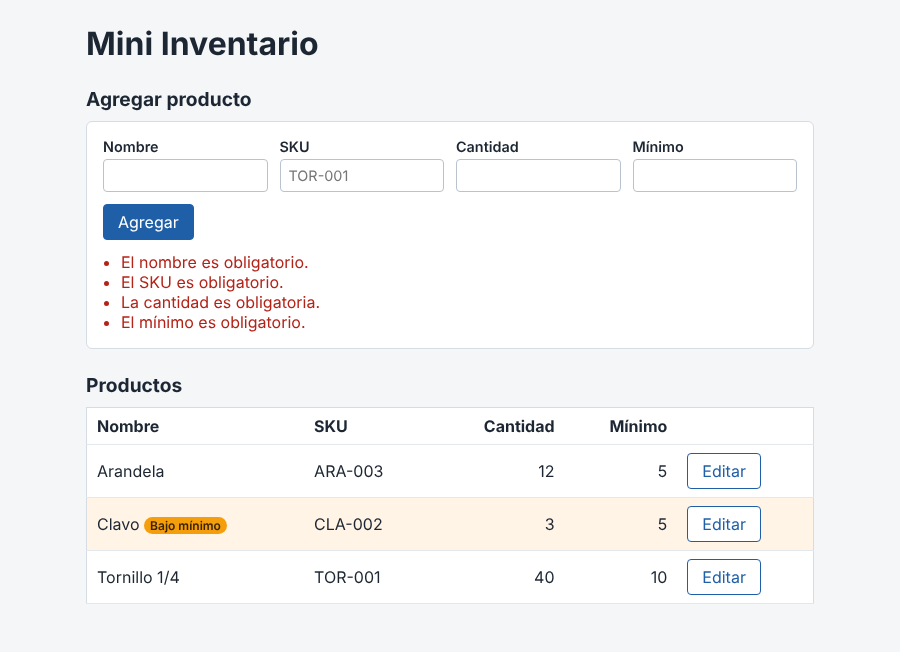 Mini Inventario
Agregar producto
Nombre SKU Cantidad Mínimo
TOR-001
Agregar
El nombre es obligatorio.
El SKU es obligatorio.
La cantidad es obligatoria.
El mínimo es obligatorio.
Productos
Nombre SKU Cantidad Mínimo
Arandela ARA-003 12 5 Editar
Clavo Bajo mínimo CLA-002 3 5 Editar
Tornillo 1/4 TOR-001 40 10 Editar